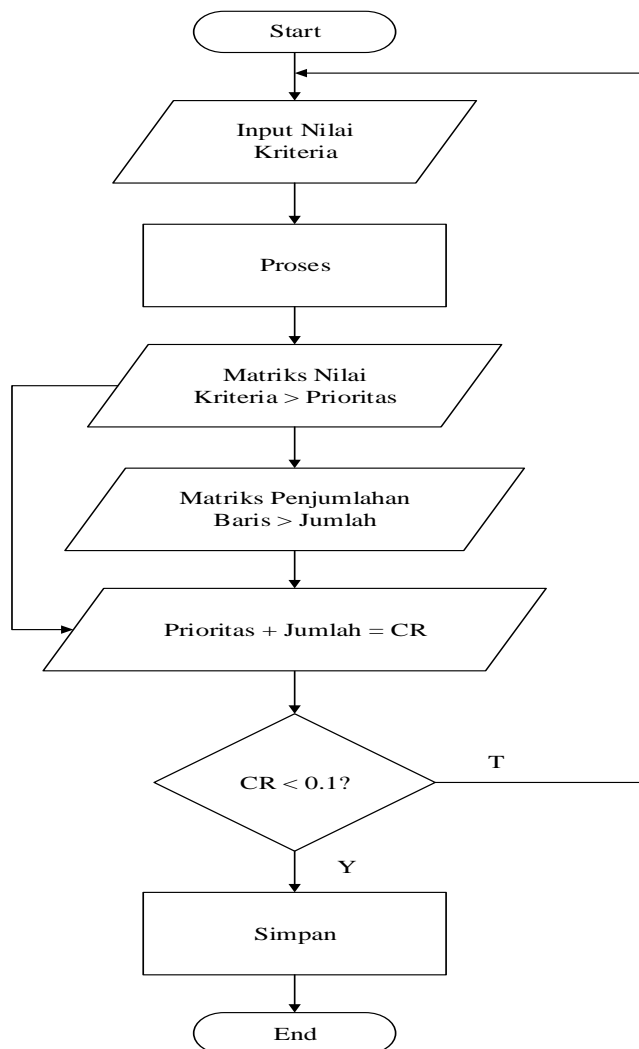 Start
Input Nilai
Kriteria
Proses
Matriks Nilai
Kriteria > Prioritas
Matriks Penjumlahan
Baris > Jumlah
Prioritas + Jumlah = CR
CR < 0.1?
T
Y
Simpan
End